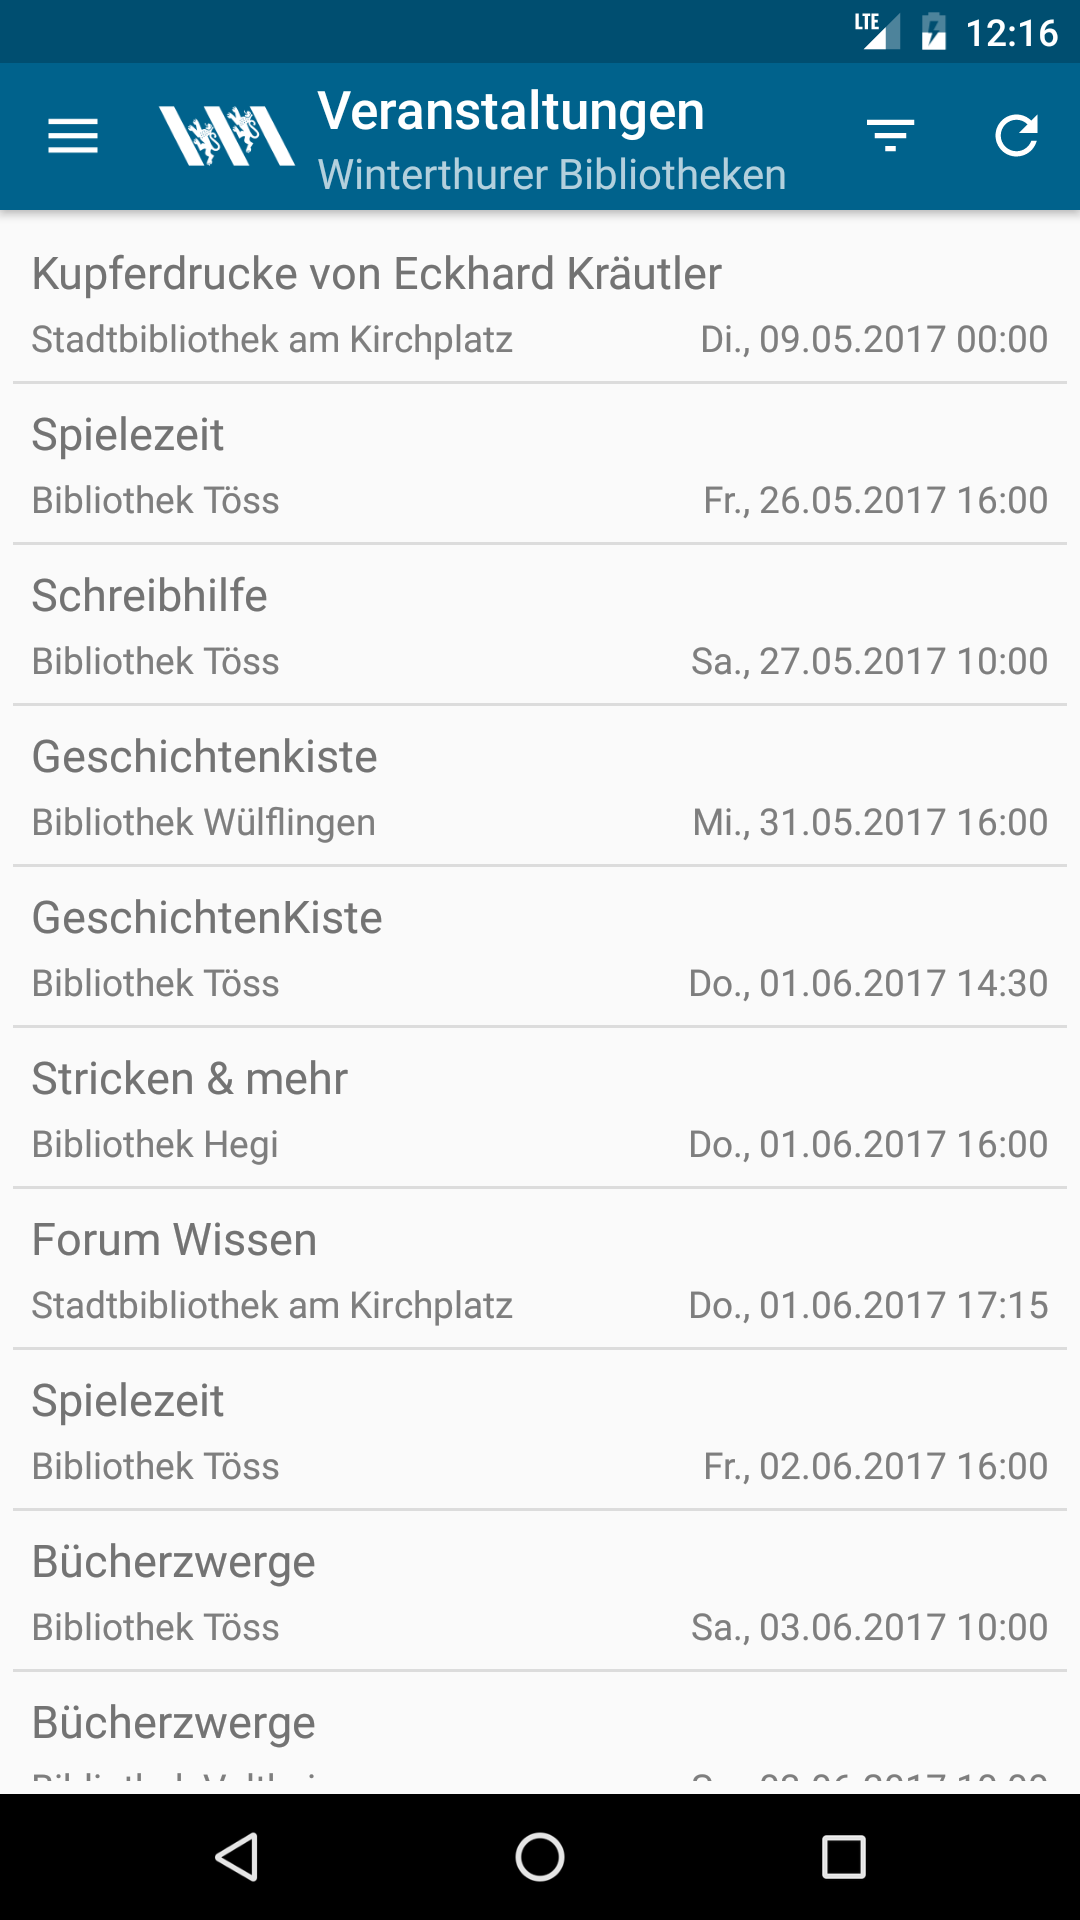 LTE 12:16
Veranstaltungen
Winterthurer Bibliotheken
Kupferdrucke von Eckhard Kräutler
Stadtbibliothek am Kirchplatz Di., 09.05.2017 00:00
Spielezeit
Bibliothek Töss Fr., 26.05.2017 16:00
Schreibhilfe
Bibliothek Töss Sa., 27.05.2017 10:00
Geschichtenkiste
Bibliothek Wülflingen Mi., 31.05.2017 16:00
GeschichtenKiste
Bibliothek Töss Do., 01.06.2017 14:30
Stricken & mehr
Bibliothek Hegi Do., 01.06.2017 16:00
Forum Wissen
Stadtbibliothek am Kirchplatz Do., 01.06.2017 17:15
Spielezeit
Bibliothek Töss Fr., 02.06.2017 16:00
Bücherzwerge
Bibliothek Töss Sa., 03.06.2017 10:00
Bücherzwerge